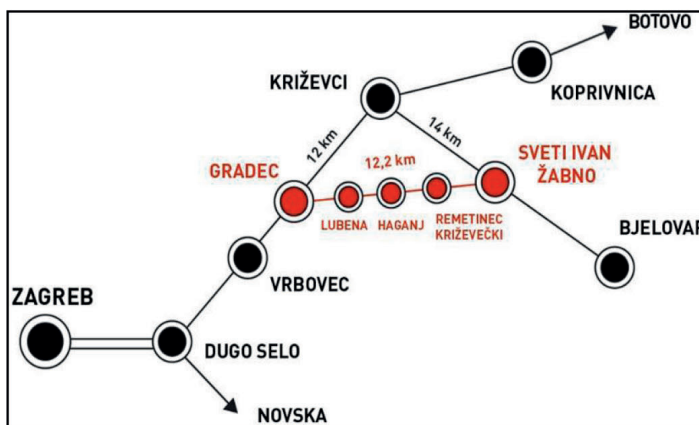 BOTOVO
KRIŽEVCI
KOPRIVNICA
12 km
14 km
GRADEC
12,2 km
SVETI IVAN
ŽABNO
LUBENA
HAGANJ
REMETINEC
KRIŽEVEČKI
BJELOVAR
VRBOVEC
ZAGREB
DUGO SELO
NOVSKA